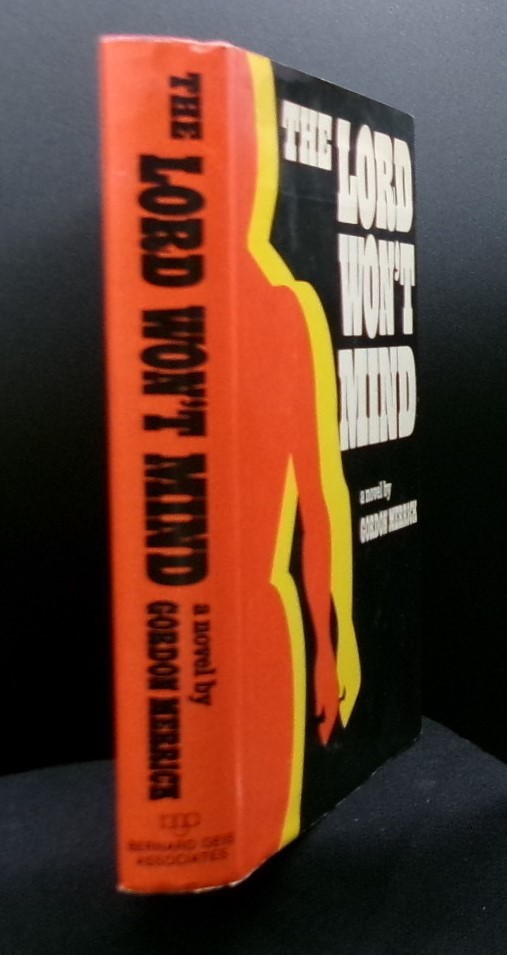 THE LORD WON'T MIND a novel by GORDON MERRICK
BERNARD GEIS
ASSOCIATES
THE LORD
WON'T
MIND
a novel by
GORDON MERRICK